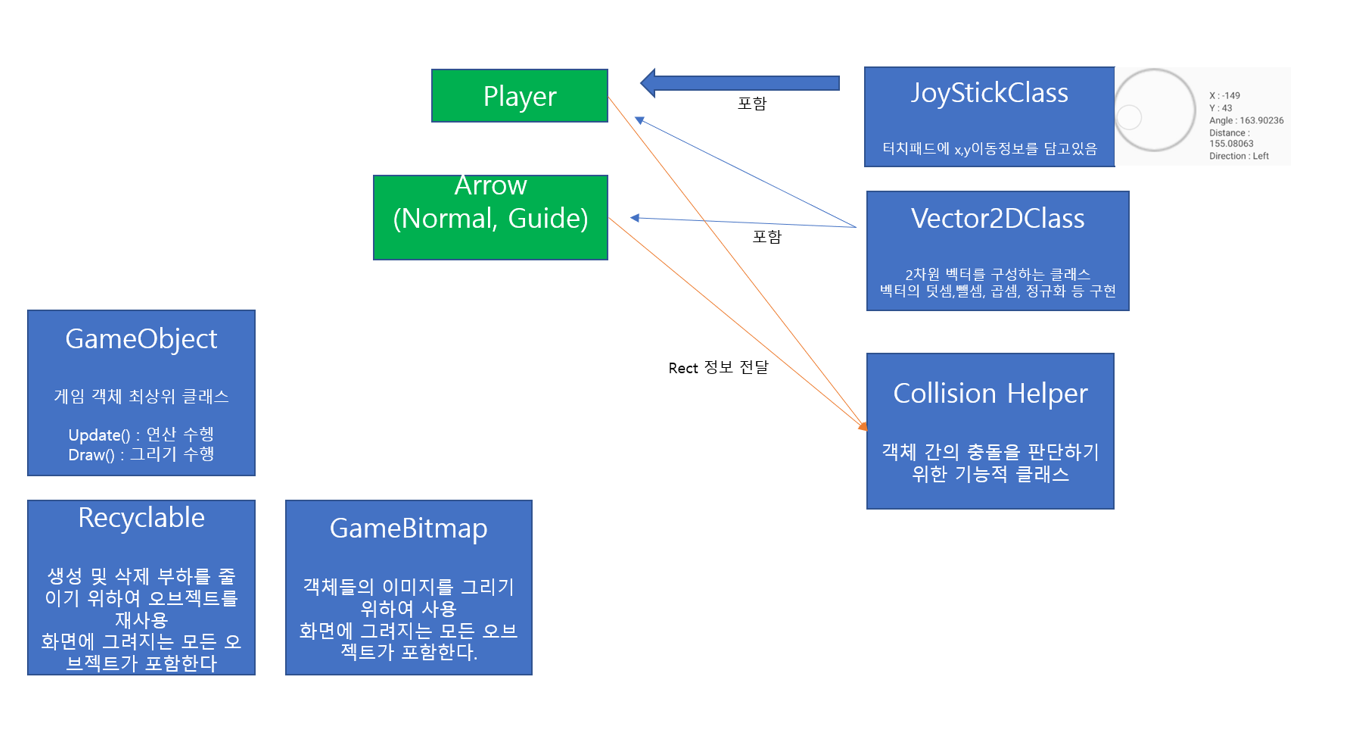 Player
포함
JoyStickClass
터치패드에 x,y이동정보를 담고있음
X : -149
Y : 43
Angle : 163.90236
Distance :
155.08063
Direction : Left
Arrow
(Normal, Guide)
포함
Vector2DClass
2차원 벡터를 구성하는 클래스
벡터의 덧셈,뺄셈, 곱셈, 정규화 등 구현
GameObject
게임 객체 최상위 클래스
Update() : 연산 수헹
Draw() : 그리기 수행
Rect 정보 전달
Collision Helper
객체 간의 충돌을 판단하기
위한 기능적 클래스
Recyclable
생성 및 삭제 부하를 줄
이기 위하여 오브젝트를
재사용
화면에 그려지는 모든 오
브젝트가 포함한다
GameBitmap
객체들의 이미지를 그리기
위하여 사용
화면에 그려지는 모든 오브
젝트가 포함한다.